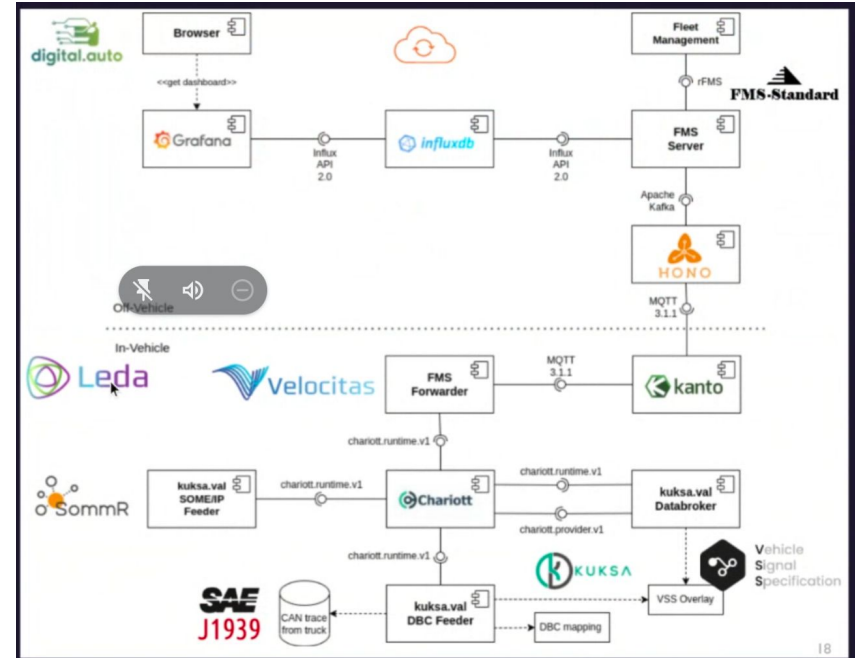 digital.auto
Browser
Fleet
Management
<<get dashboard>>
rFMS
FMS-Standard
Grafana
influxdb
FMS
Server
Influx
API
2.0
Influx
API
2.0
Apache
Kafka
HONO
MQTT
3.1.1
Off-Vehicle
In-Vehicle
Leda
Velocitas
FMS
Forwarder
MQTT
3.1.1
kanto
chariott.runtime.v1
SommR
kuksa.val
SOME/IP
Feeder
chariott.runtime.v1
Chariott
chariott.runtime.v1
chariott.provider.v1
kuksa.val
Databroker
chariott.runtime.v1
KUKSA
Vehicle
Signal
Specification
SAE
J1939
CAN trace
from truck
kuksa.val
DBC Feeder
DBC mapping
VSS Overlay
18